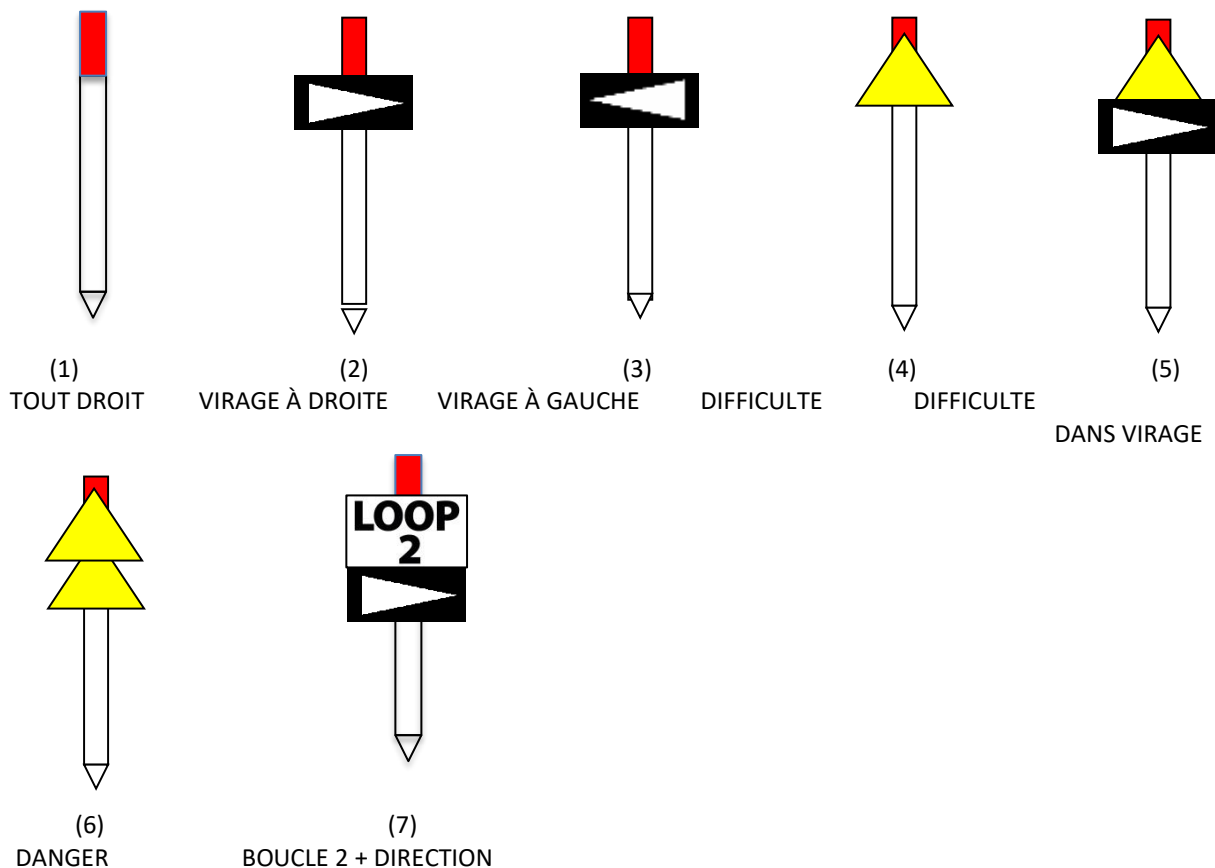 (1) (2) (3) (4) (5)
TOUT DROIT VIRAGE À DROITE VIRAGE À GAUCHE DIFFICULTE DIFFICULTE
DANS VIRAGE
LOOP
2
(6) (7)
DANGER BOUCLE 2 + DIRECTION